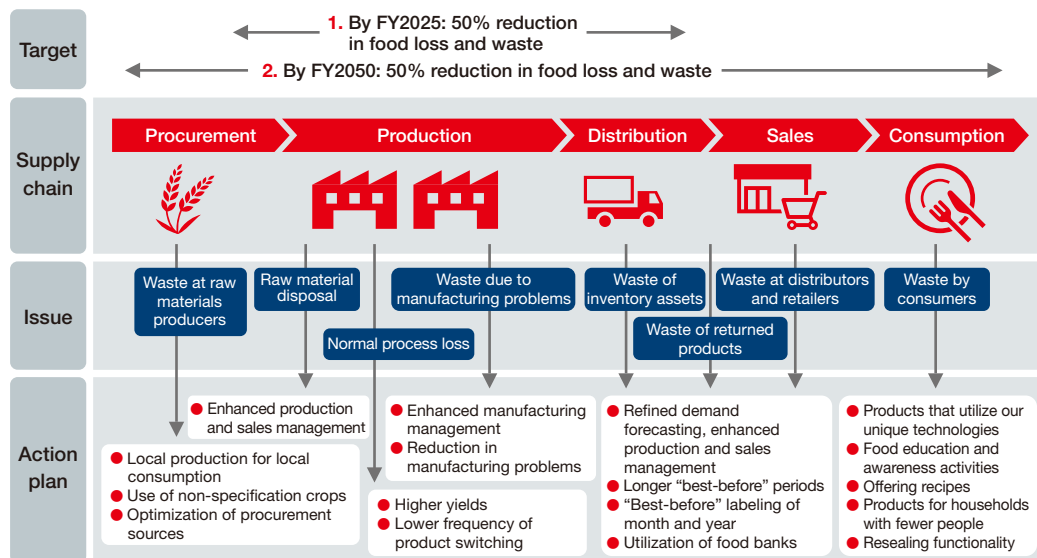 Target
1. By FY2025: 50% reduction
in food loss and waste
2. By FY2050: 50% reduction in food loss and waste
Supply
chain
Procurement
Production
Distribution
Sales
Consumption
Issue
Waste at raw
materials
producers
Raw material
disposal
Normal process loss
Waste due to
manufacturing problems
Waste of
inventory assets
Waste of returned
products
Waste at distributors
and retailers
Waste by
consumers
Action
plan
● Enhanced production
and sales management
● Local production for local
consumption
● Use of non-specification crops
● Optimization of procurement
sources
● Enhanced manufacturing
management
● Reduction in
manufacturing problems
● Higher yields
● Lower frequency of
product switching
● Refined demand
forecasting, enhanced
production and sales
management
● Longer “best-before” periods
● “Best-before” labeling of
month and year
● Utilization of food banks
● Products that utilize our
unique technologies
● Food education and
awareness activities
● Offering recipes
● Products for households
with fewer people
● Resealing functionality